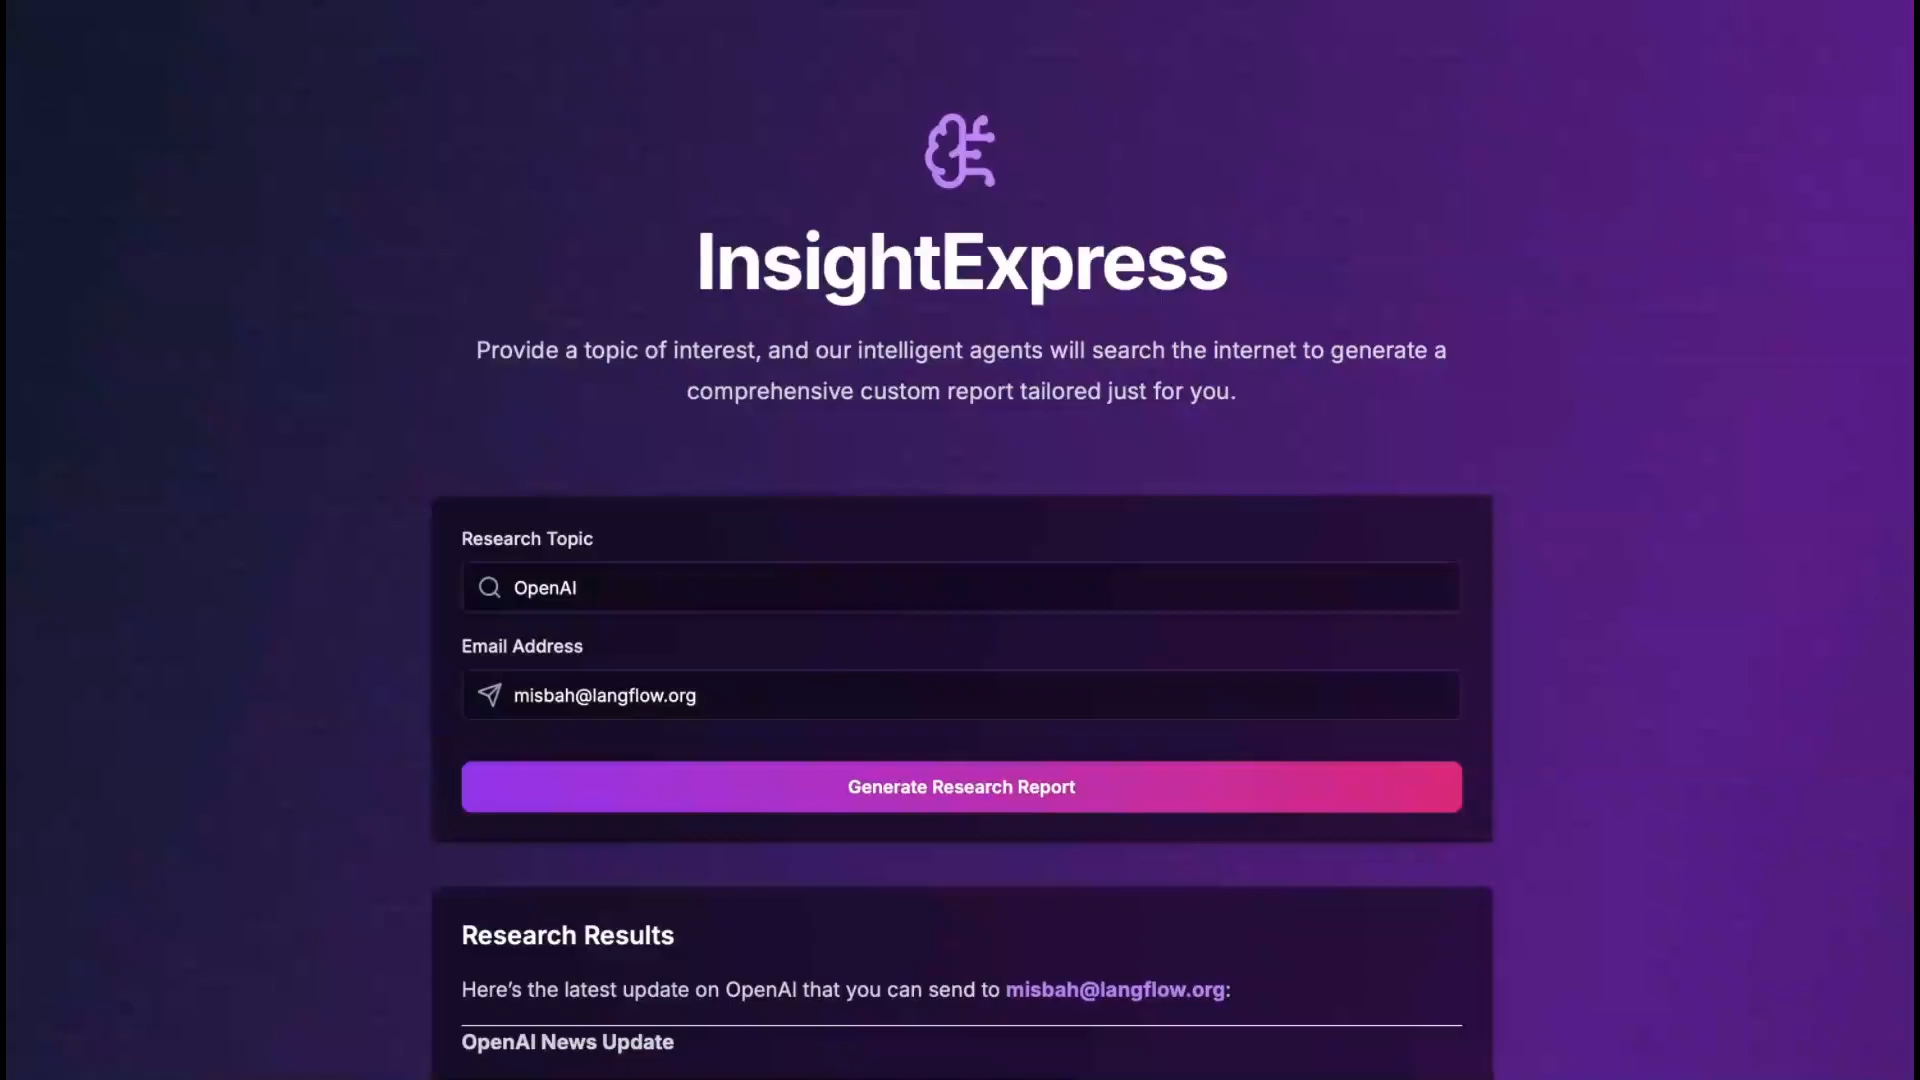 InsightExpress
Provide a topic of interest, and our intelligent agents will search the internet to generate a
comprehensive custom report tailored just for you.
Research Topic
OpenAI
Email Address
misbah@langflow.org
Generate Research Report
Research Results
Here’s the latest update on OpenAI that you can send to misbah@langflow.org:
OpenAI News Update